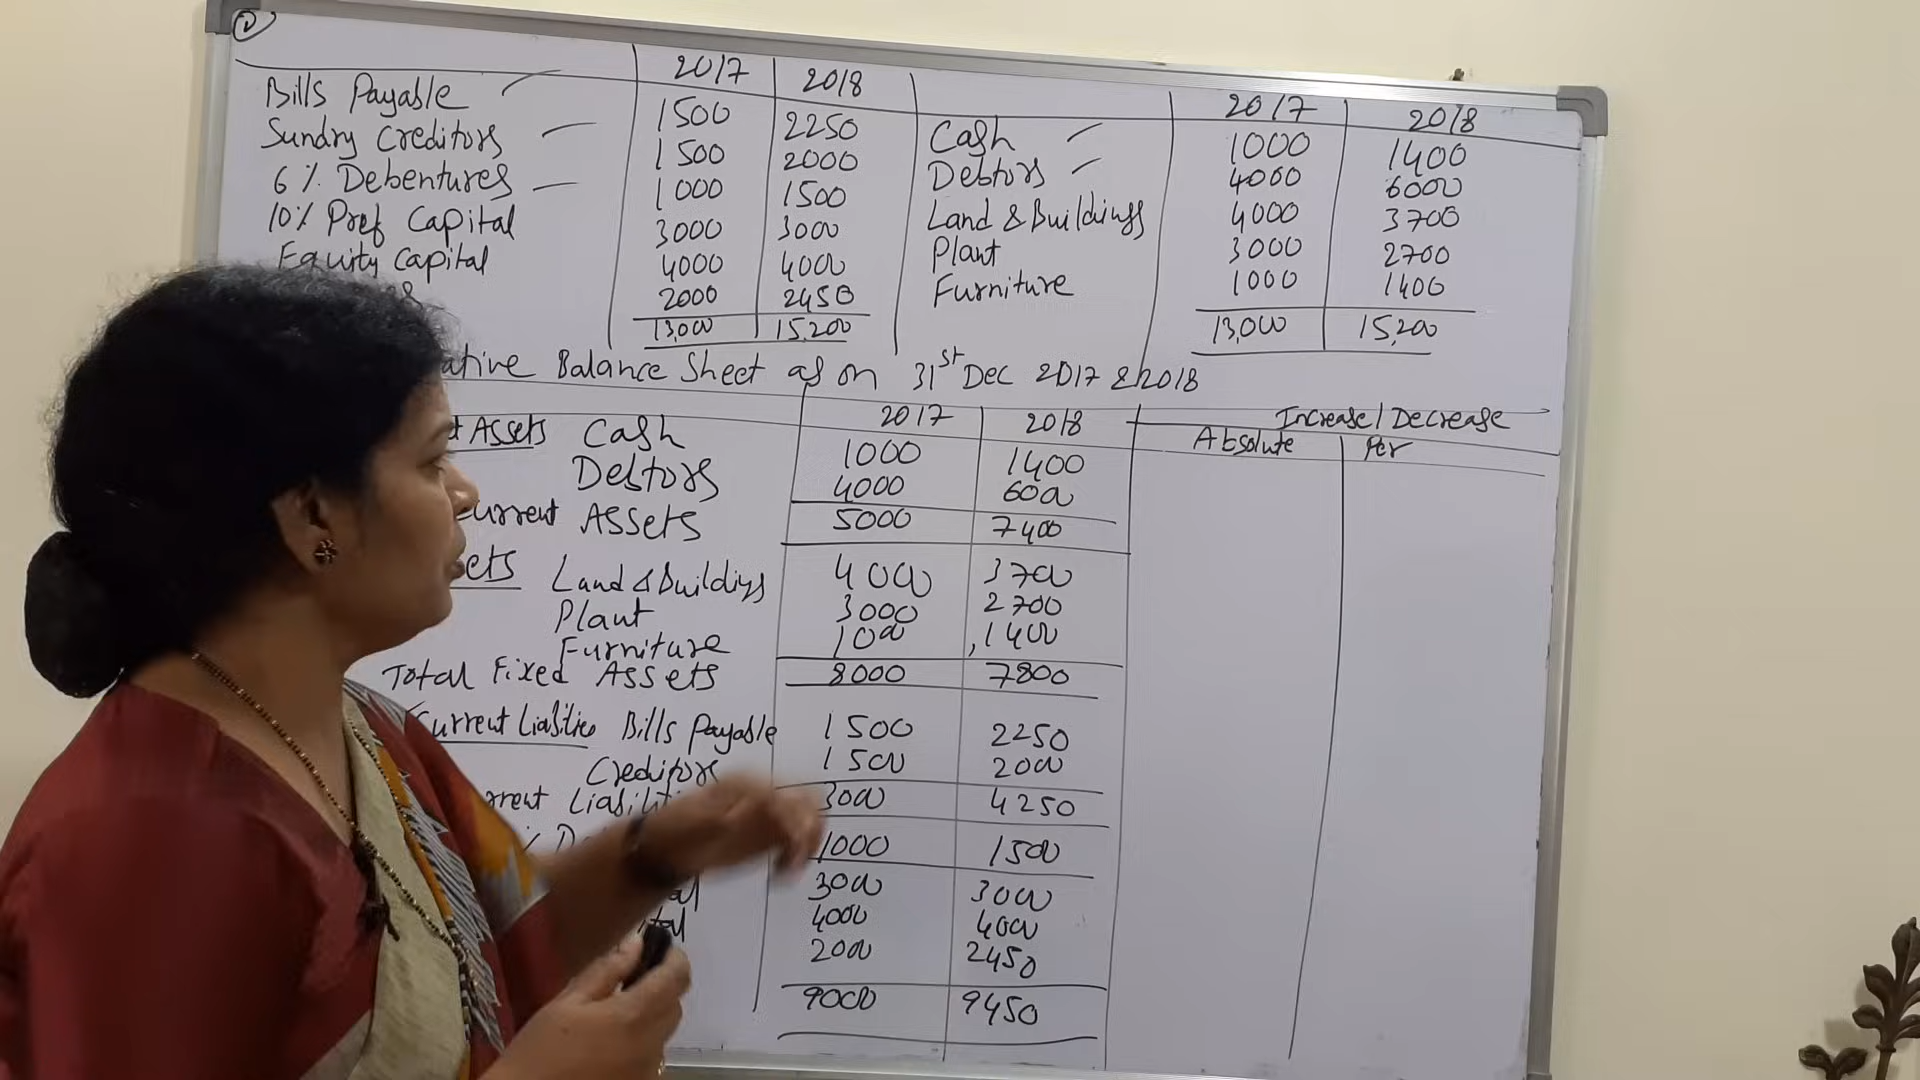 1)
2017 2018 2017 2018
Bills Payable 1500 2250 Cash 1000 1400
Sundry Creditors 1500 2000 Debtors 4000 6000
6% Debentures 1000 1500 Land & Buildings 4000 3700
10% Pref Capital 3000 3000 Plant 3000 2700
Equity Capital 4000 4000 Furniture 1000 1400
2000 2450
13,000 15,200 13,000 15,200
Balance Sheet as on 31st Dec 2017 & 2018
2017 2018 Increase/Decrease
Absolute Per
Assets Cash 1000 1400
Debtors 4000 6000
Current Assets 5000 7400
Land & Buildings 4000 3700
Plant 3000 2700
Furniture 1000 1400
Total Fixed Assets 8000 7800
Current Liabilities Bills Payable 1500 2250
Creditors 1500 2000
3000 4250
1000 1500
3000 3000
4000 4000
2000 2450
9000 9450